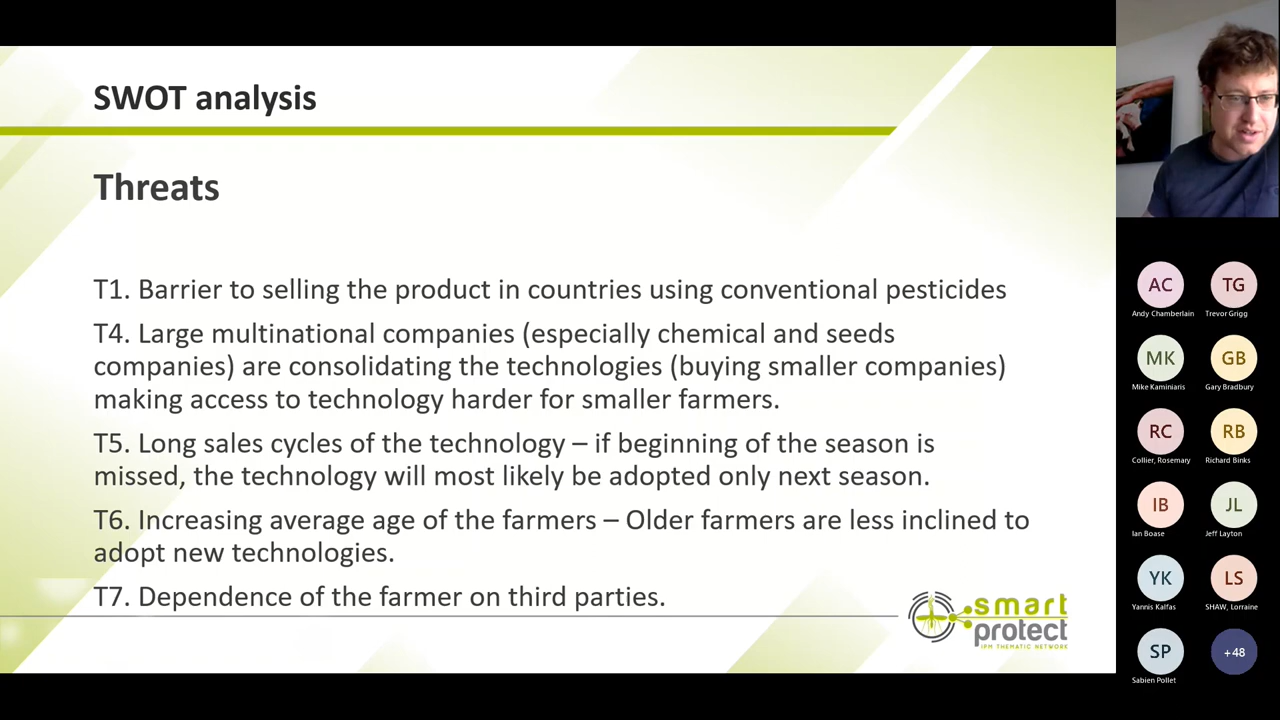 SWOT analysis
Threats
T1. Barrier to selling the product in countries using conventional pesticides
T4. Large multinational companies (especially chemical and seeds
companies) are consolidating the technologies (buying smaller companies)
making access to technology harder for smaller farmers.
T5. Long sales cycles of the technology – if beginning of the season is
missed, the technology will most likely be adopted only next season.
T6. Increasing average age of the farmers – Older farmers are less inclined to
adopt new technologies.
T7. Dependence of the farmer on third parties.
smart
protect
IPM THEMATIC NETWORK
AC TG
Andy Chamberlain Trevor Grigg
MK GB
Mike Kaminiaris Gary Bradbury
RC RB
Collier, Rosemary Richard Binks
IB JL
Ian Boase Jeff Layton
YK LS
Yannis Kalfas SHAW, Lorraine
SP +48
Sabien Pollet